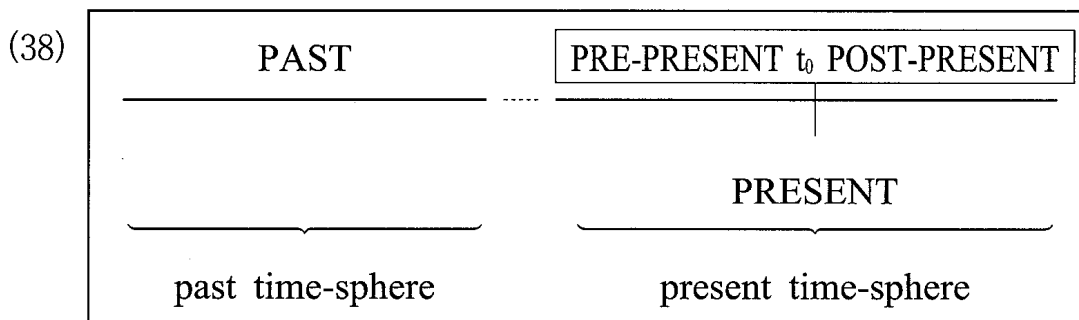 (38)
PAST PRE-PRESENT t₀ POST-PRESENT
PRESENT
past time-sphere present time-sphere